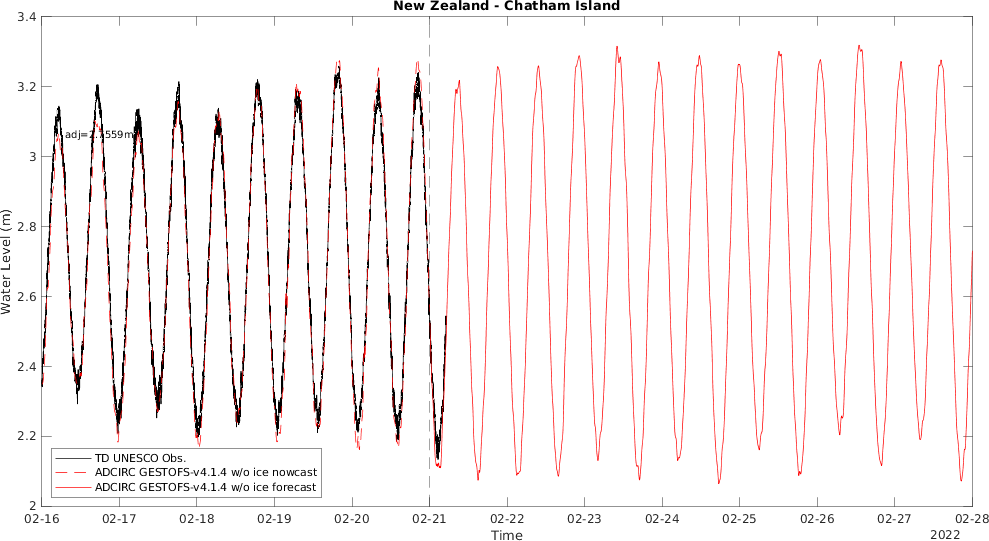 New Zealand - Chatham Island
3.4
3.2
3
2.8
2.6
2.4
2.2
2
Water Level (m)
TD UNESCO Obs.
ADCIRC GESTOFS-v4.1.4 w/o ice nowcast
ADCIRC GESTOFS-v4.1.4 w/o ice forecast
02-16 02-17 02-18 02-19 02-20 02-21 02-22 02-23 02-24 02-25 02-26 02-27 02-28
Time
2022